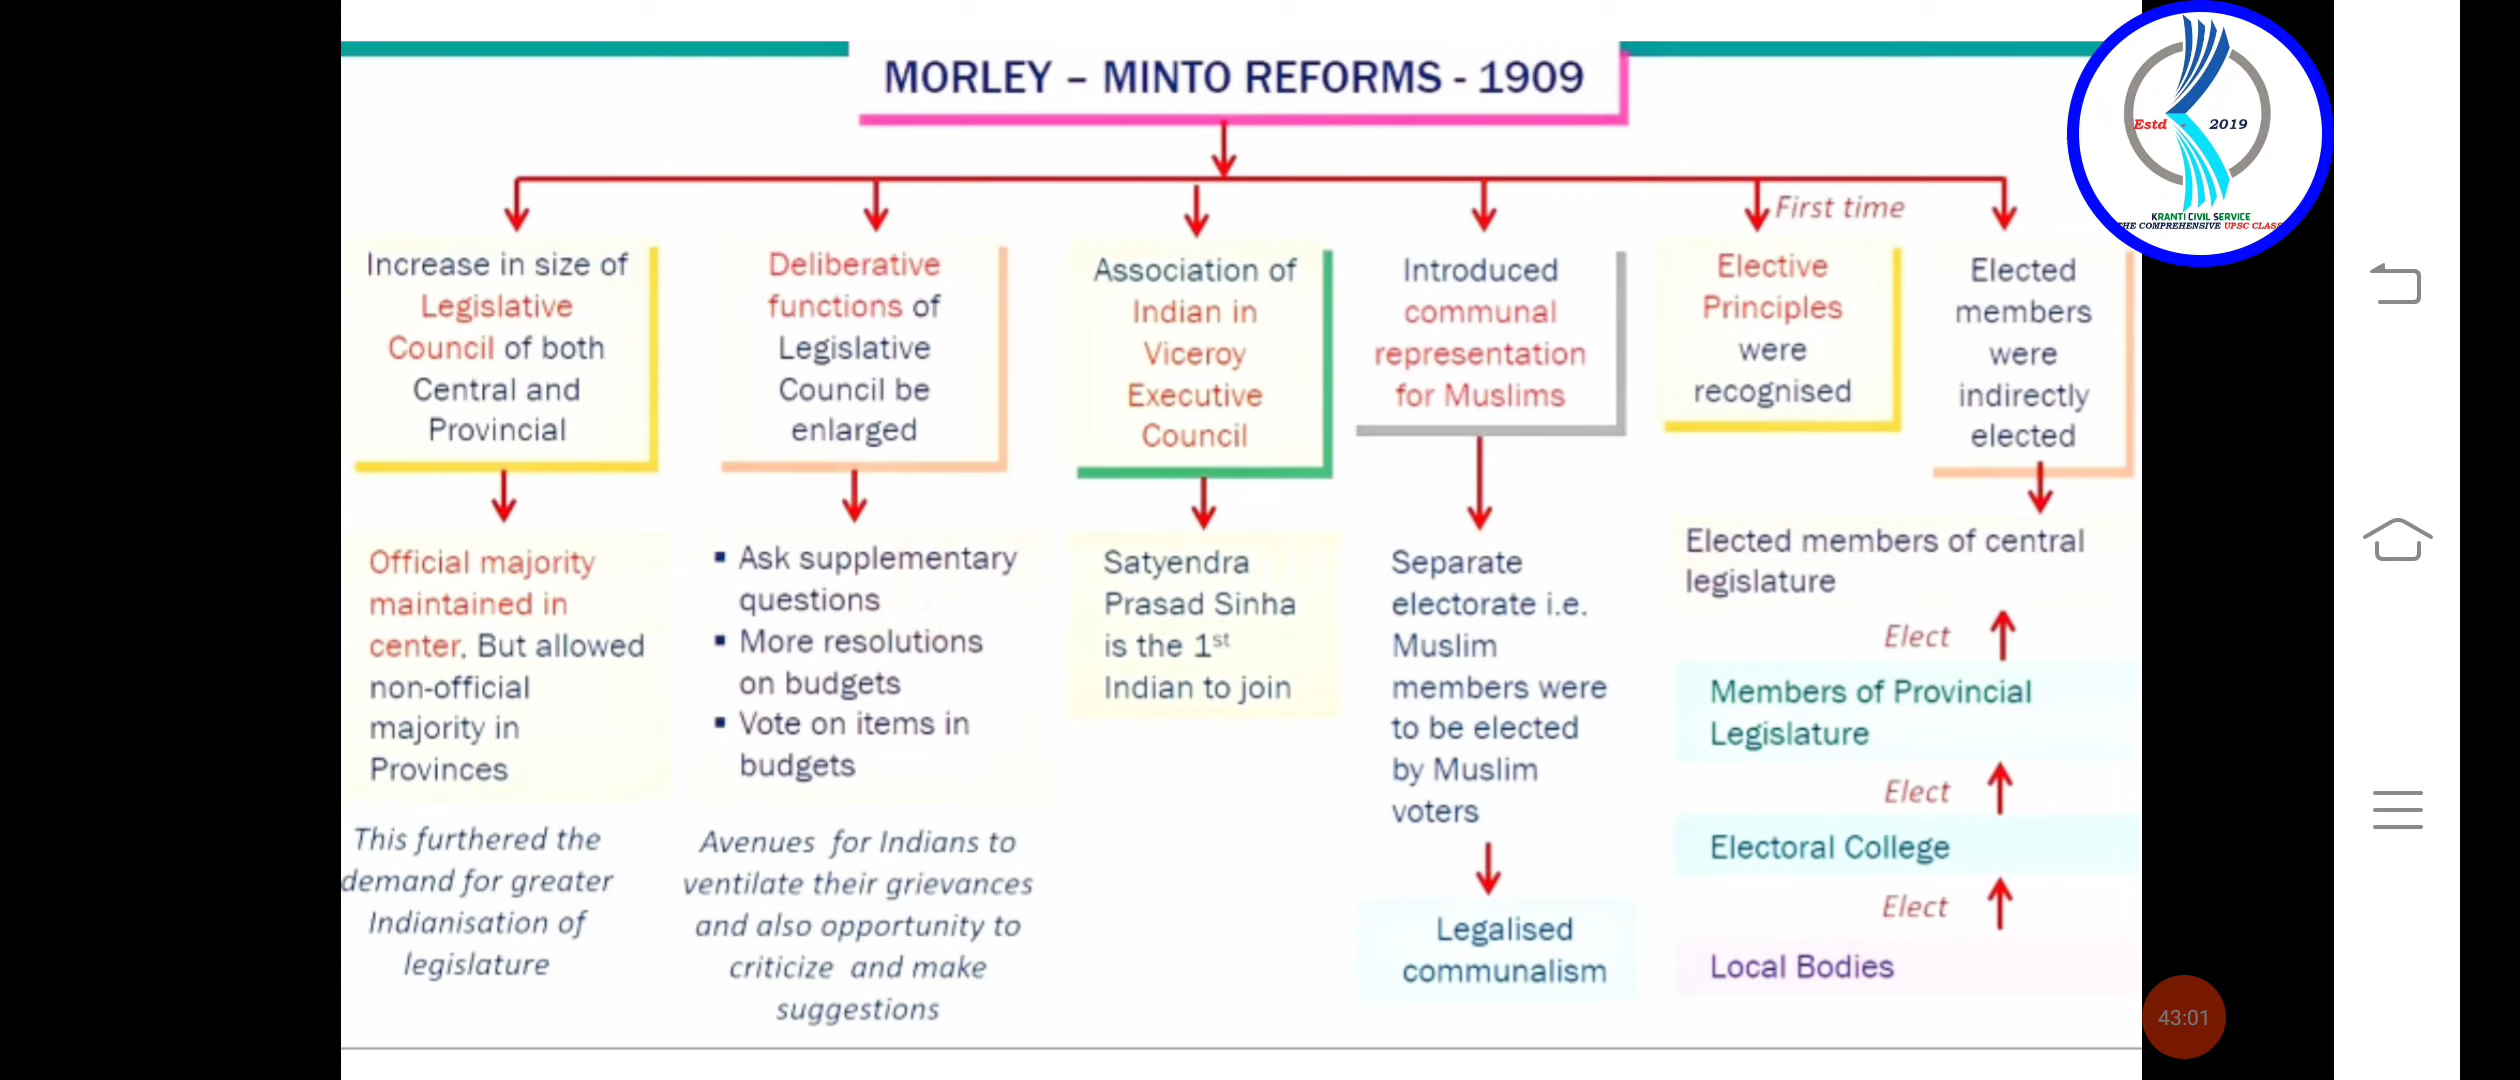 MORLEY – MINTO REFORMS - 1909
Estd - 2019
KRANTI CIVIL SERVICE
THE COMPREHENSIVE UPSC CLASS
First time
Increase in size of
Legislative
Council of both
Central and
Provincial
Official majority
maintained in
center. But allowed
non-official
majority in
Provinces
This furthered the
demand for greater
Indianisation of
legislature
Deliberative
functions of
Legislative
Council be
enlarged
▪ Ask supplementary
questions
▪ More resolutions
on budgets
▪ Vote on items in
budgets
Avenues for Indians to
ventilate their grievances
and also opportunity to
criticize and make
suggestions
Association of
Indian in
Viceroy
Executive
Council
Satyendra
Prasad Sinha
is the 1st
Indian to join
Introduced
communal
representation
for Muslims
Separate
electorate i.e.
Muslim
members were
to be elected
by Muslim
voters
Legalised
communalism
Elective
Principles
were
recognised
Elected
members
were
indirectly
elected
Elected members of central
legislature
Elect
Members of Provincial
Legislature
Elect
Electoral College
Elect
Local Bodies
43:01